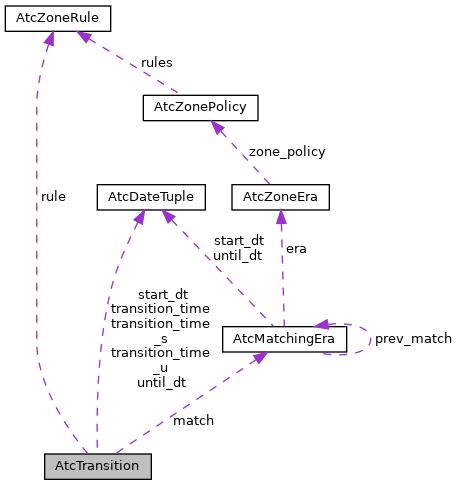 AtcZoneRule
rules
AtcZonePolicy
zone_policy
rule
AtcDateTuple
AtcZoneEra
start_dt
until_dt
era
start_dt
transition_time
transition_time
_s
transition_time
_u
until_dt
AtcMatchingEra
prev_match
match
AtcTransition